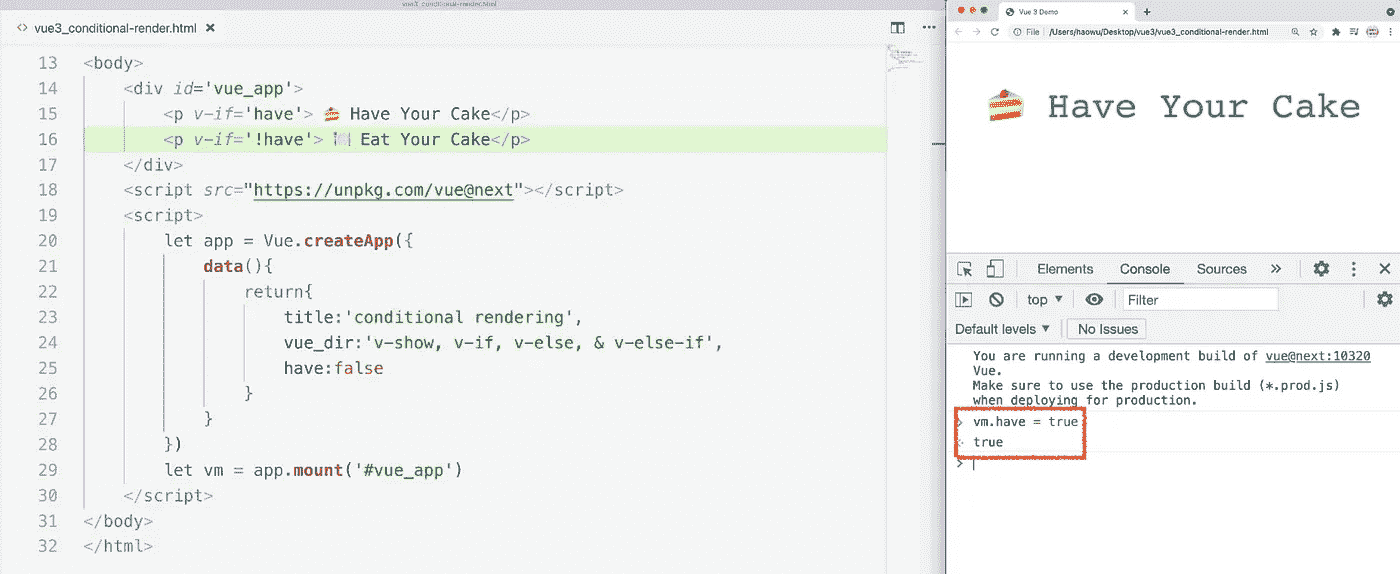 vue3_conditional-render.html
<> vue3_conditional-render.html ×
13 <body>
14 <div id='vue_app'>
15 <p v-if='have'> 🍰 Have Your Cake</p>
16 <p v-if='!have'> 🍽️ Eat Your Cake</p>
17 </div>
18 <script src="https://unpkg.com/vue@next"></script>
19 <script>
20 let app = Vue.createApp({
21 data(){
22 return{
23 title:'conditional rendering',
24 vue_dir:'v-show, v-if, v-else, & v-else-if',
25 have:false
26 }
27 }
28 })
29 let vm = app.mount('#vue_app')
30 </script>
31 </body>
32 </html>
Vue 3 Demo
File | /Users/haowu/Desktop/vue3/vue3_conditional-render.html
🍰 Have Your Cake
Elements Console Sources »
top ▼ Filter
Default levels ▼ No Issues
You are running a development build of vue@next:10320
Vue.
Make sure to use the production build (*.prod.js)
when deploying for production.
> vm.have = true
true
>